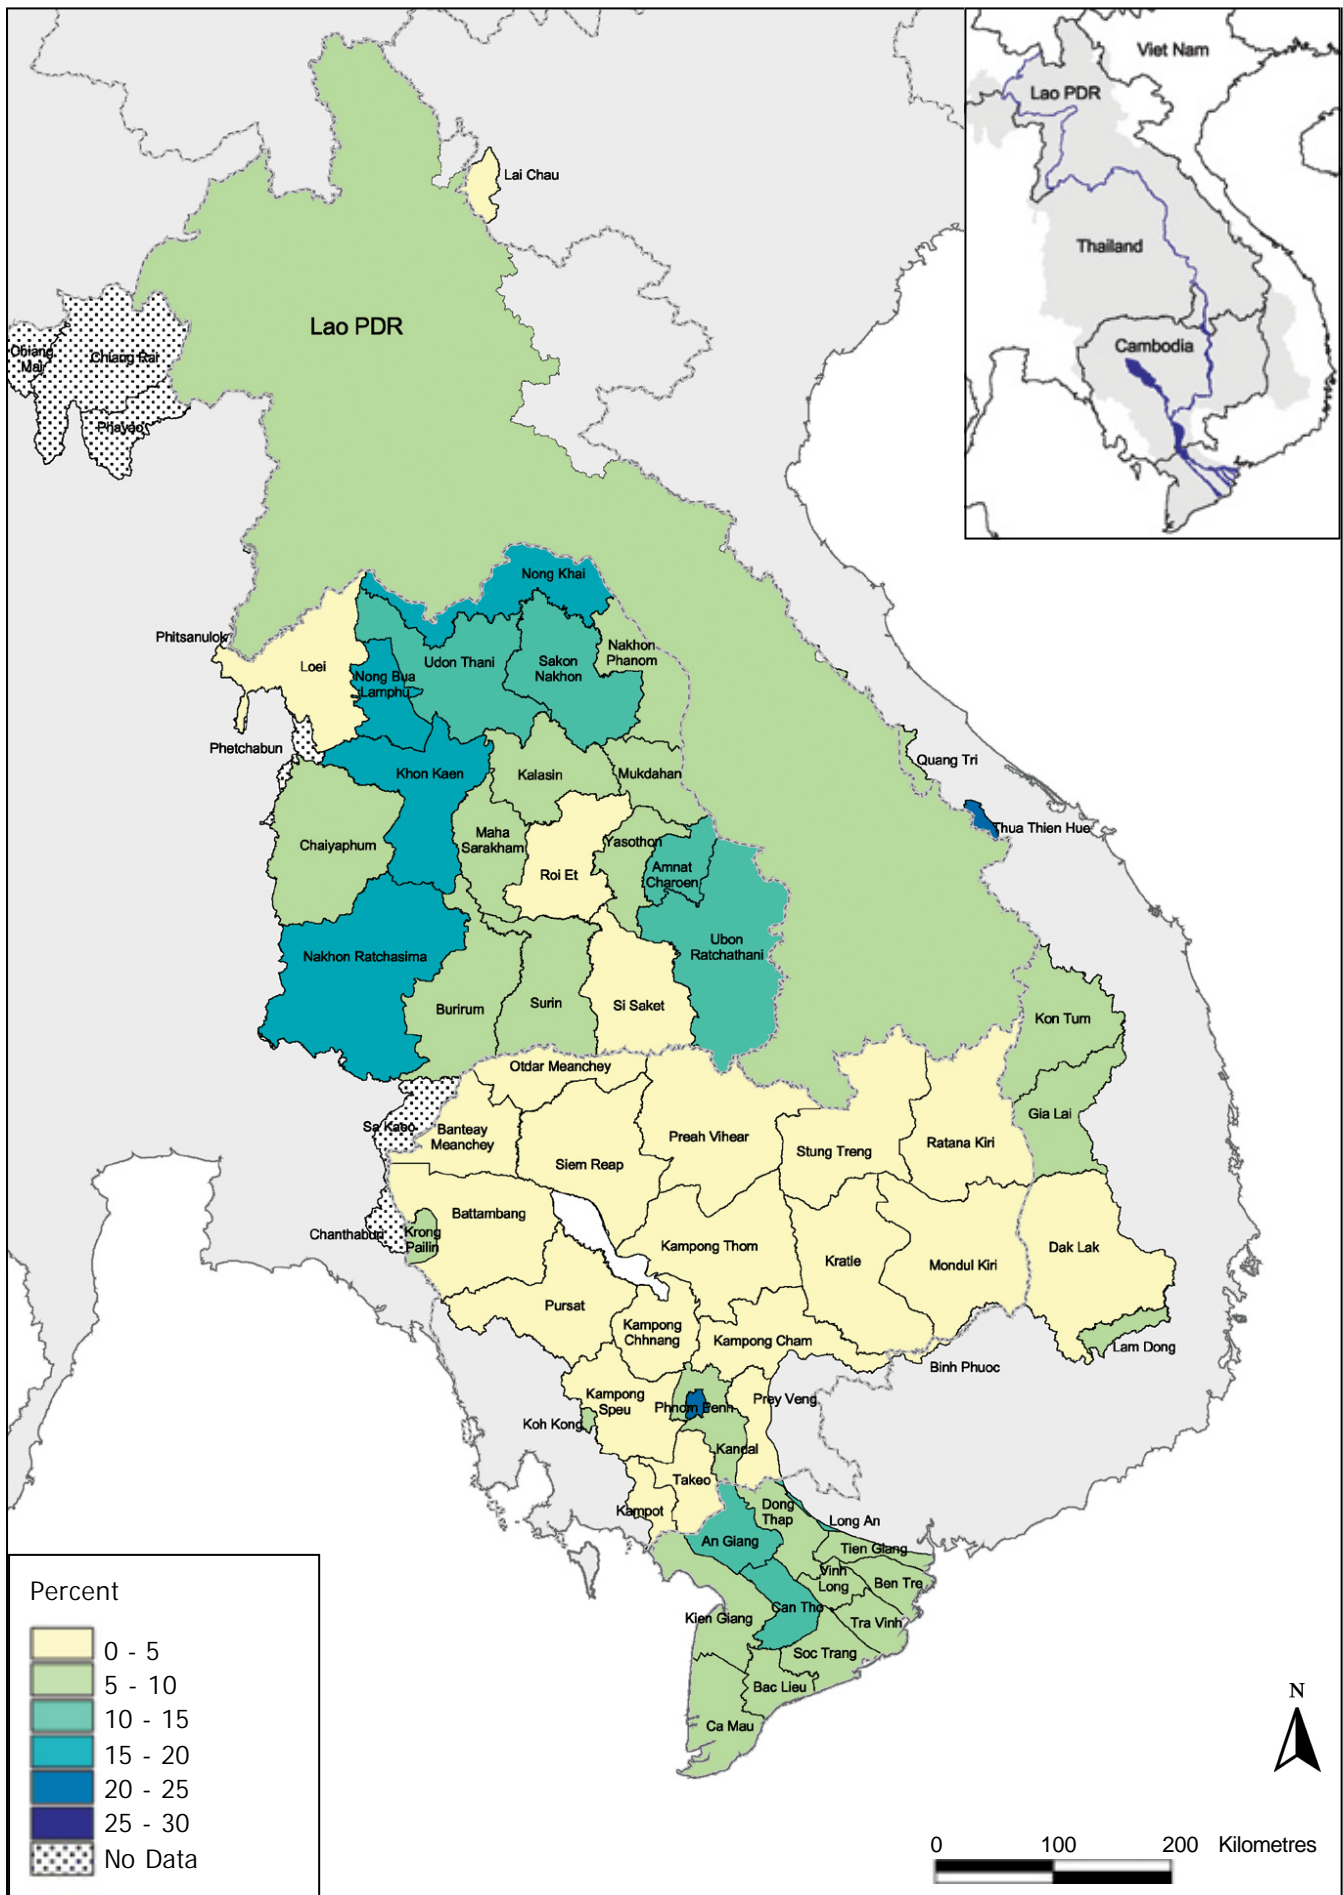 Viet Nam
Lao PDR
Thailand
Cambodia
Lai Chau
Lao PDR
Chiang
Mai
Chiang Rai
Phayao
Nong Khai
Phitsanulok
Loei
Nong Bua
Lamphu
Udon Thani
Sakon
Nakhon
Nakhon
Phanom
Phetchabun
Khon Kaen
Kalasin
Mukdahan
Quang Tri
Thua Thien Hue
Chaiyaphum
Maha
Sarakham
Roi Et
Yasothon
Amnat
Charoen
Nakhon Ratchasima
Ubon
Ratchathani
Burirum
Surin
Si Saket
Kon Tum
Otdar Meanchey
Gia Lai
Sa Kaeo
Banteay
Meanchey
Siem Reap
Preah Vihear
Stung Treng
Ratana Kiri
Chanthaburi
Krong
Pailin
Battambang
Kampong Thom
Kratie
Mondul Kiri
Dak Lak
Pursat
Kampong
Chhnang
Kampong Cham
Lam Dong
Binh Phuoc
Kampong
Speu
Koh Kong
Phnom Penh
Prey Veng
Kandal
Takeo
Kampot
Dong
Thap
Long An
An Giang
Tien Giang
Vinh
Long
Ben Tre
Can Tho
Kien Giang
Tra Vinh
Soc Trang
Bac Lieu
Ca Mau
Percent
0 - 5
5 - 10
10 - 15
15 - 20
20 - 25
25 - 30
No Data
N
0 100 200 Kilometres